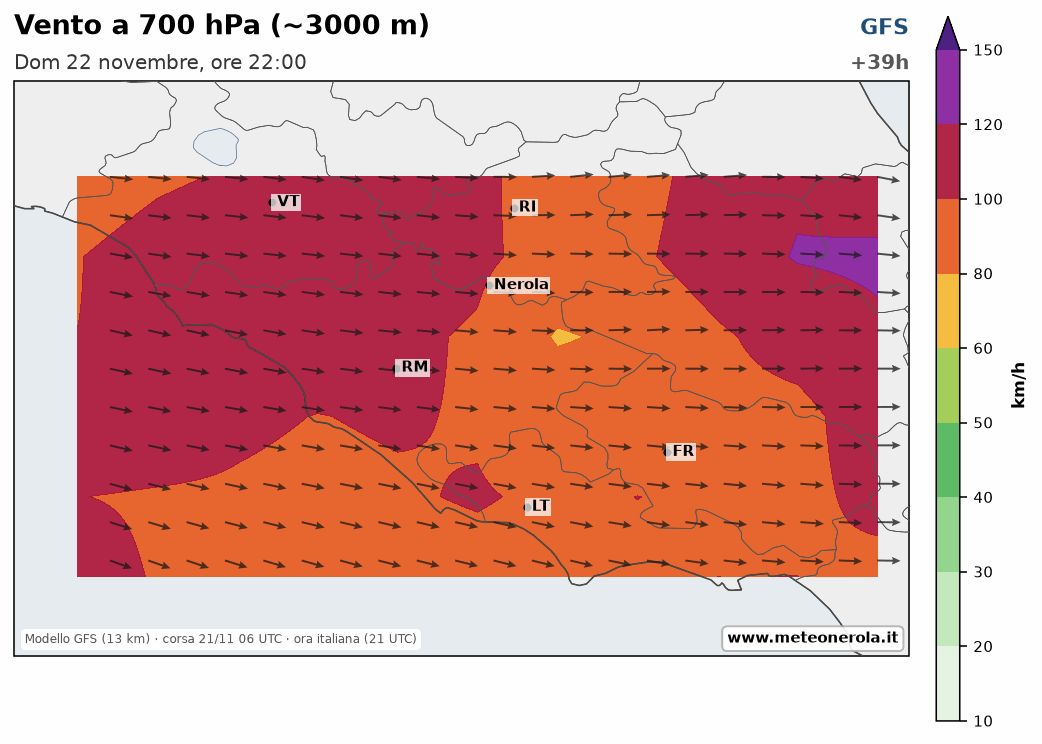 Vento a 700 hPa (~3000 m)
GFS
Dom 22 novembre, ore 22:00
+39h
VT
RI
Nerola
RM
FR
LT
150
120
100
80
60
50
40
30
20
10
km/h
Modello GFS (13 km) · corsa 21/11 06 UTC · ora italiana (21 UTC)
www.meteonerola.it